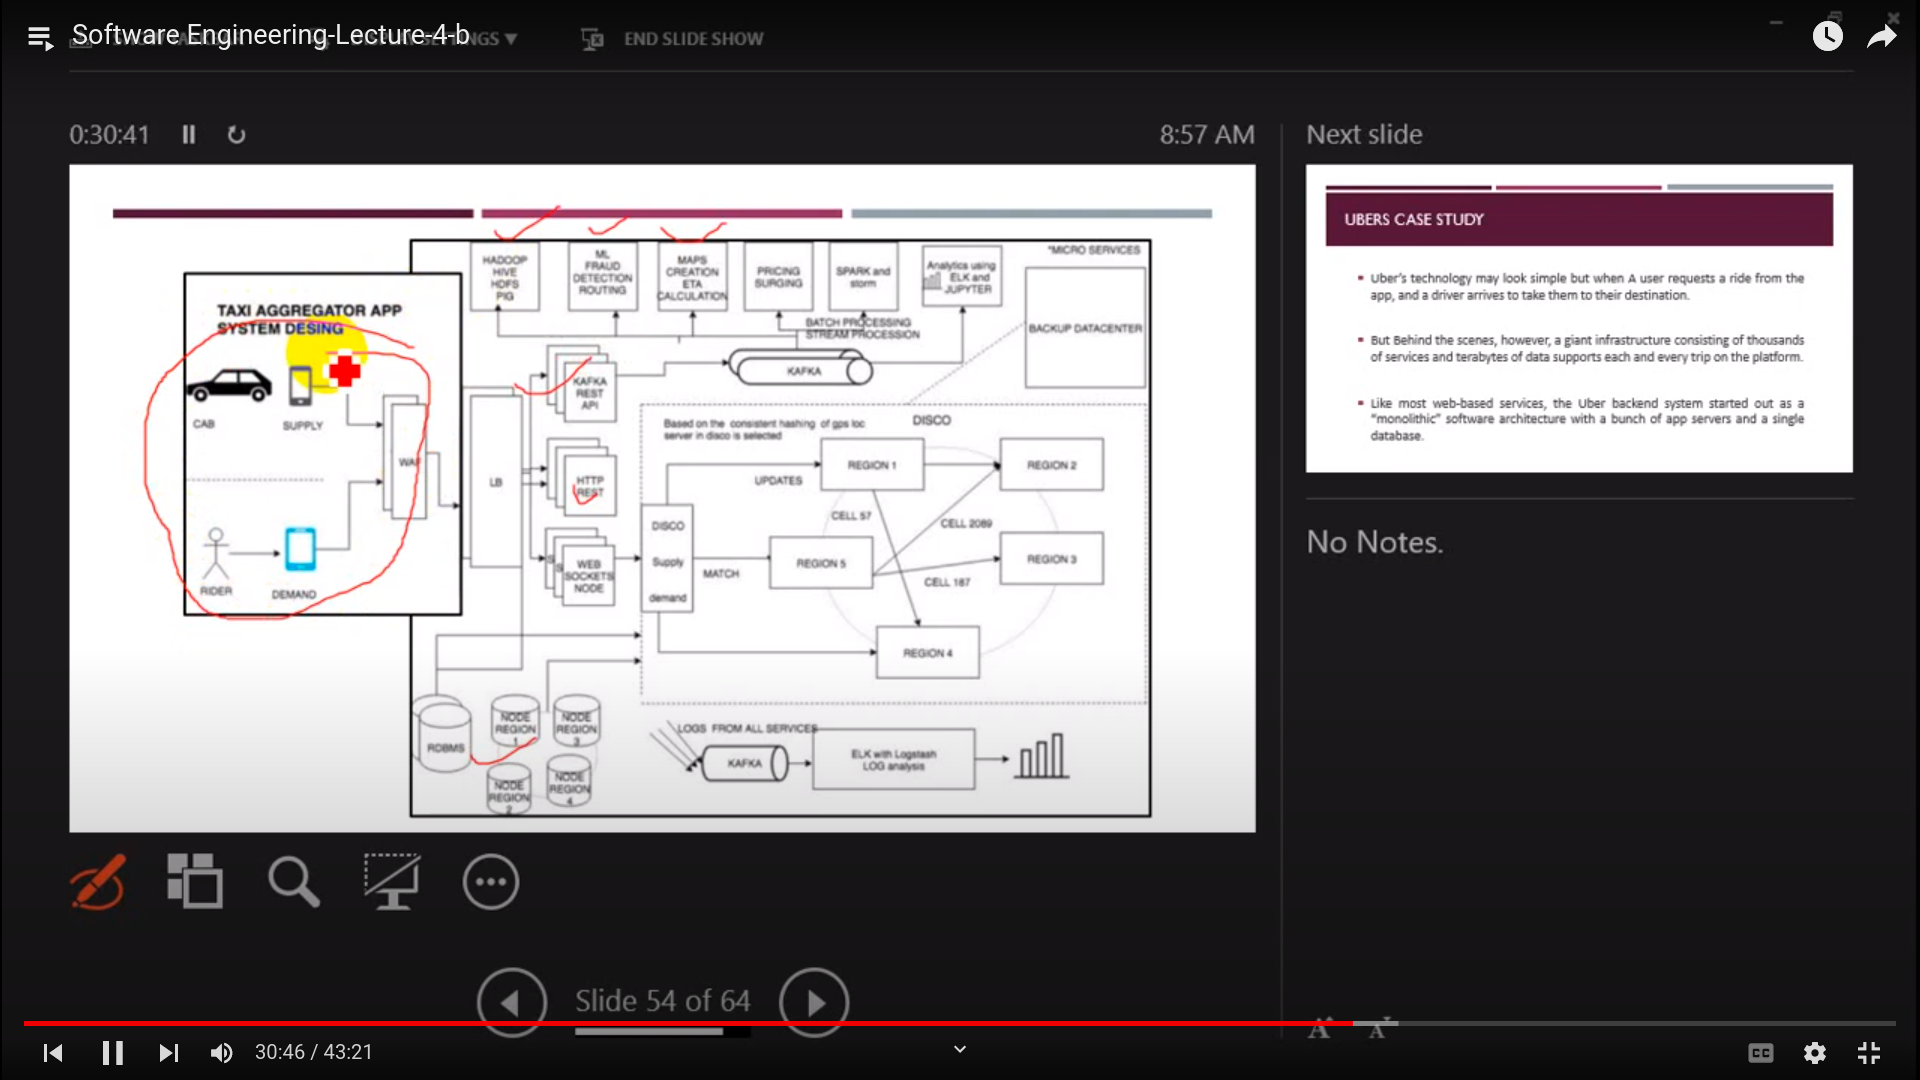 Software Engineering-Lecture-4-b
END SLIDE SHOW
0:30:41
8:57 AM
Next slide
TAXI AGGREGATOR APP
SYSTEM DESING
CAB
SUPPLY
RIDER
DEMAND
WAF
LB
HADOOP
HIVE
HDFS
PIG
ML
FRAUD
DETECTION
ROUTING
MAPS
CREATION
ETA
CALCULATION
PRICING
SURGING
SPARK and
storm
Analytics using
ELK and
JUPYTER
*MICRO SERVICES
BACKUP DATACENTER
BATCH PROCESSING
STREAM PROCESSION
KAFKA
KAFKA
REST
API
HTTP
REST
WEB
SOCKETS
NODE
Based on the consistent hashing of gps loc
server in disco is selected
DISCO
REGION 1
REGION 2
UPDATES
CELL 57
CELL 2089
DISCO
Supply
demand
MATCH
REGION 5
REGION 3
CELL 187
REGION 4
RDBMS
NODE
REGION
1
NODE
REGION
3
NODE
REGION
2
NODE
REGION
4
LOGS FROM ALL SERVICES
KAFKA
ELK with Logstash
LOG analysis
UBERS CASE STUDY
▪ Uber's technology may look simple but when A user requests a ride from the
app, and a driver arrives to take them to their destination.
▪ But Behind the scenes, however, a giant infrastructure consisting of thousands
of services and terabytes of data supports each and every trip on the platform.
▪ Like most web-based services, the Uber backend system started out as a
"monolithic" software architecture with a bunch of app servers and a single
database.
No Notes.
Slide 54 of 64
A A
30:46 / 43:21
CC